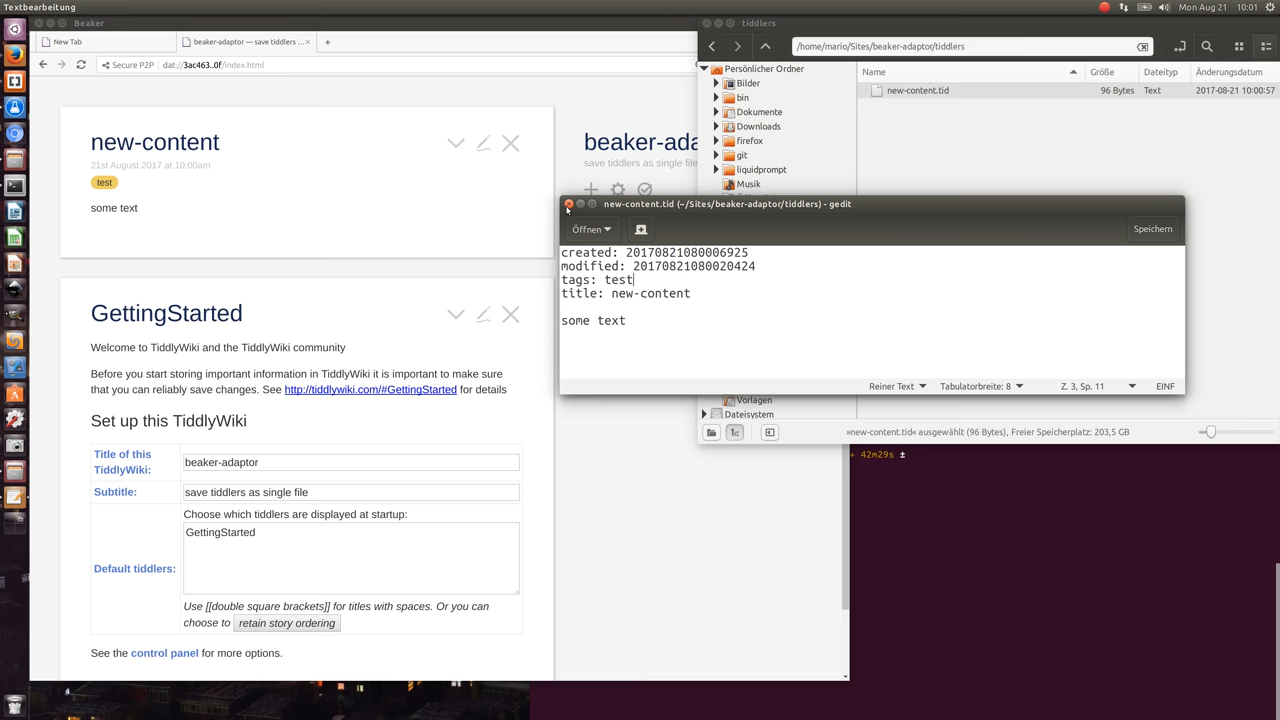 Textbearbeitung
Mon Aug 21
10:01
Beaker
New Tab
beaker-adaptor — save tiddlers ...
Secure P2P
dat://3ac463..0f/index.html
new-content
21st August 2017 at 10:00am
test
some text
beaker-ada
save tiddlers as single file
GettingStarted
Welcome to TiddlyWiki and the TiddlyWiki community
Before you start storing important information in TiddlyWiki it is important to make sure
that you can reliably save changes. See http://tiddlywiki.com/#GettingStarted for details
Set up this TiddlyWiki
Title of this
TiddlyWiki:
beaker-adaptor
Subtitle:
save tiddlers as single file
Choose which tiddlers are displayed at startup:
Default tiddlers:
GettingStarted
Use [[double square brackets]] for titles with spaces. Or you can
choose to retain story ordering
See the control panel for more options.
tiddlers
/home/mario/Sites/beaker-adaptor/tiddlers
Persönlicher Ordner
Bilder
bin
Dokumente
Downloads
firefox
git
liquidprompt
Musik
Vorlagen
Dateisystem
Name
Größe
Dateityp
Änderungsdatum
new-content.tid
96 Bytes
Text
2017-08-21 10:00:57
»new-content.tid« ausgewählt (96 Bytes), Freier Speicherplatz: 203,5 GB
new-content.tid (~/Sites/beaker-adaptor/tiddlers) - gedit
Öffnen
Speichern
created: 20170821080006925
modified: 20170821080020424
tags: test
title: new-content
some text
Reiner Text
Tabulatorbreite: 8
Z. 3, Sp. 11
EINF
+ 42m29s ±